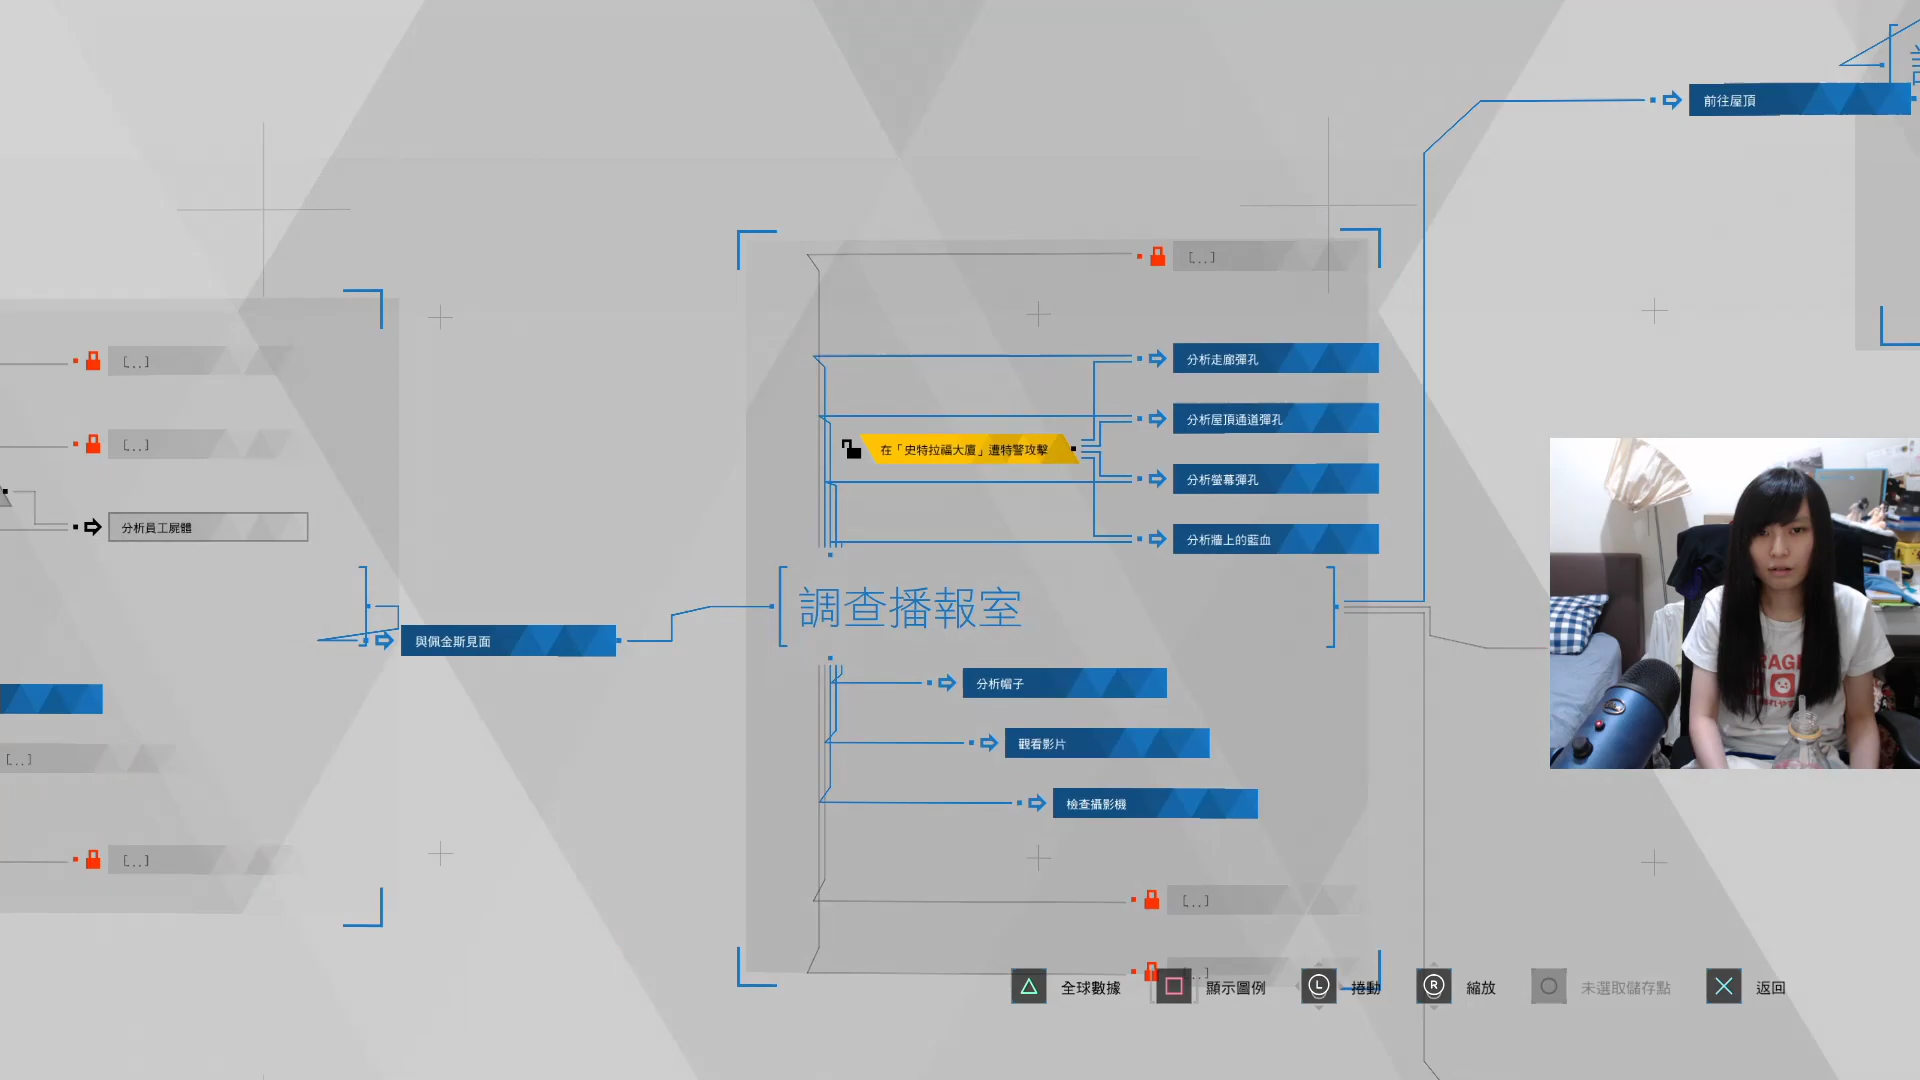 前往屋頂
[...]
分析走廊彈孔
[...]
分析屋頂通道彈孔
[...]
在「史特拉福大廈」遭特警攻擊
分析螢幕彈孔
分析員工屍體
分析牆上的藍血
調查播報室
與佩金斯見面
分析帽子
觀看影片
[...]
檢查攝影機
[...]
[...]
[...]
全球數據
顯示圖例
L
捲動
R
縮放
未選取儲存點
返回